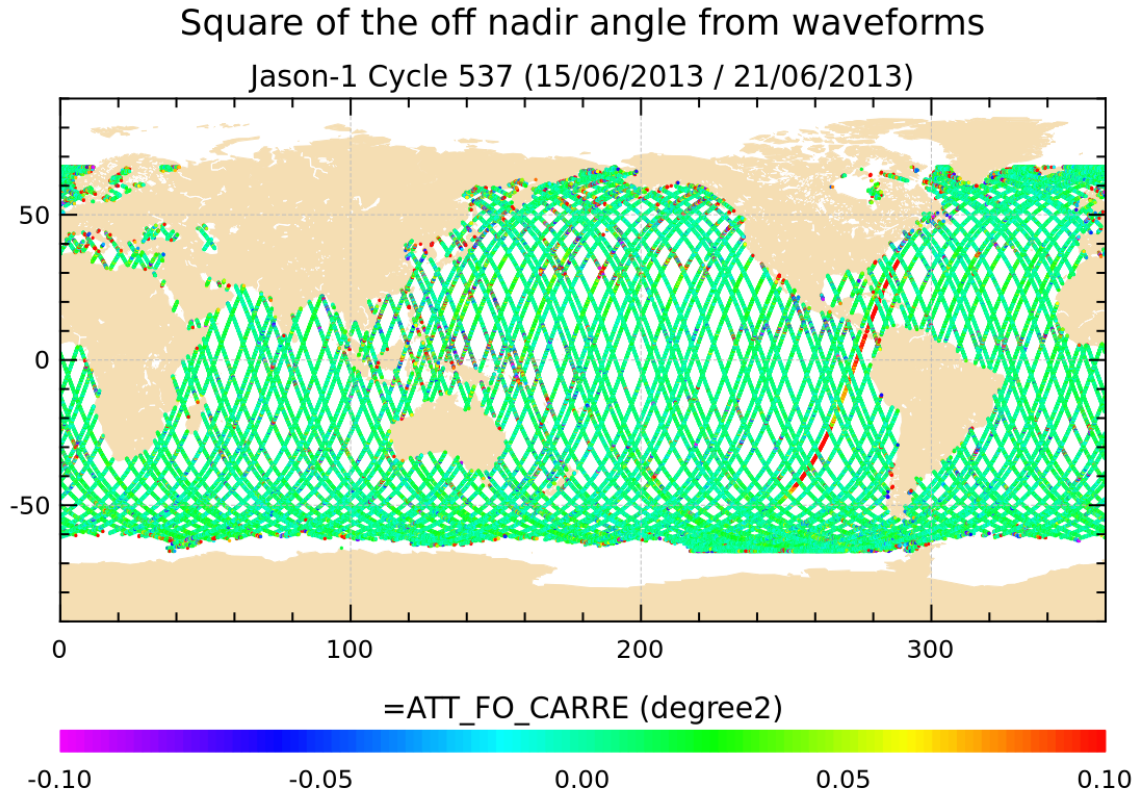 Square of the off nadir angle from waveforms
Jason-1 Cycle 537 (15/06/2013 / 21/06/2013)
50
0
-50
0 100 200 300
=ATT_FO_CARRE (degree2)
-0.10 -0.05 0.00 0.05 0.10